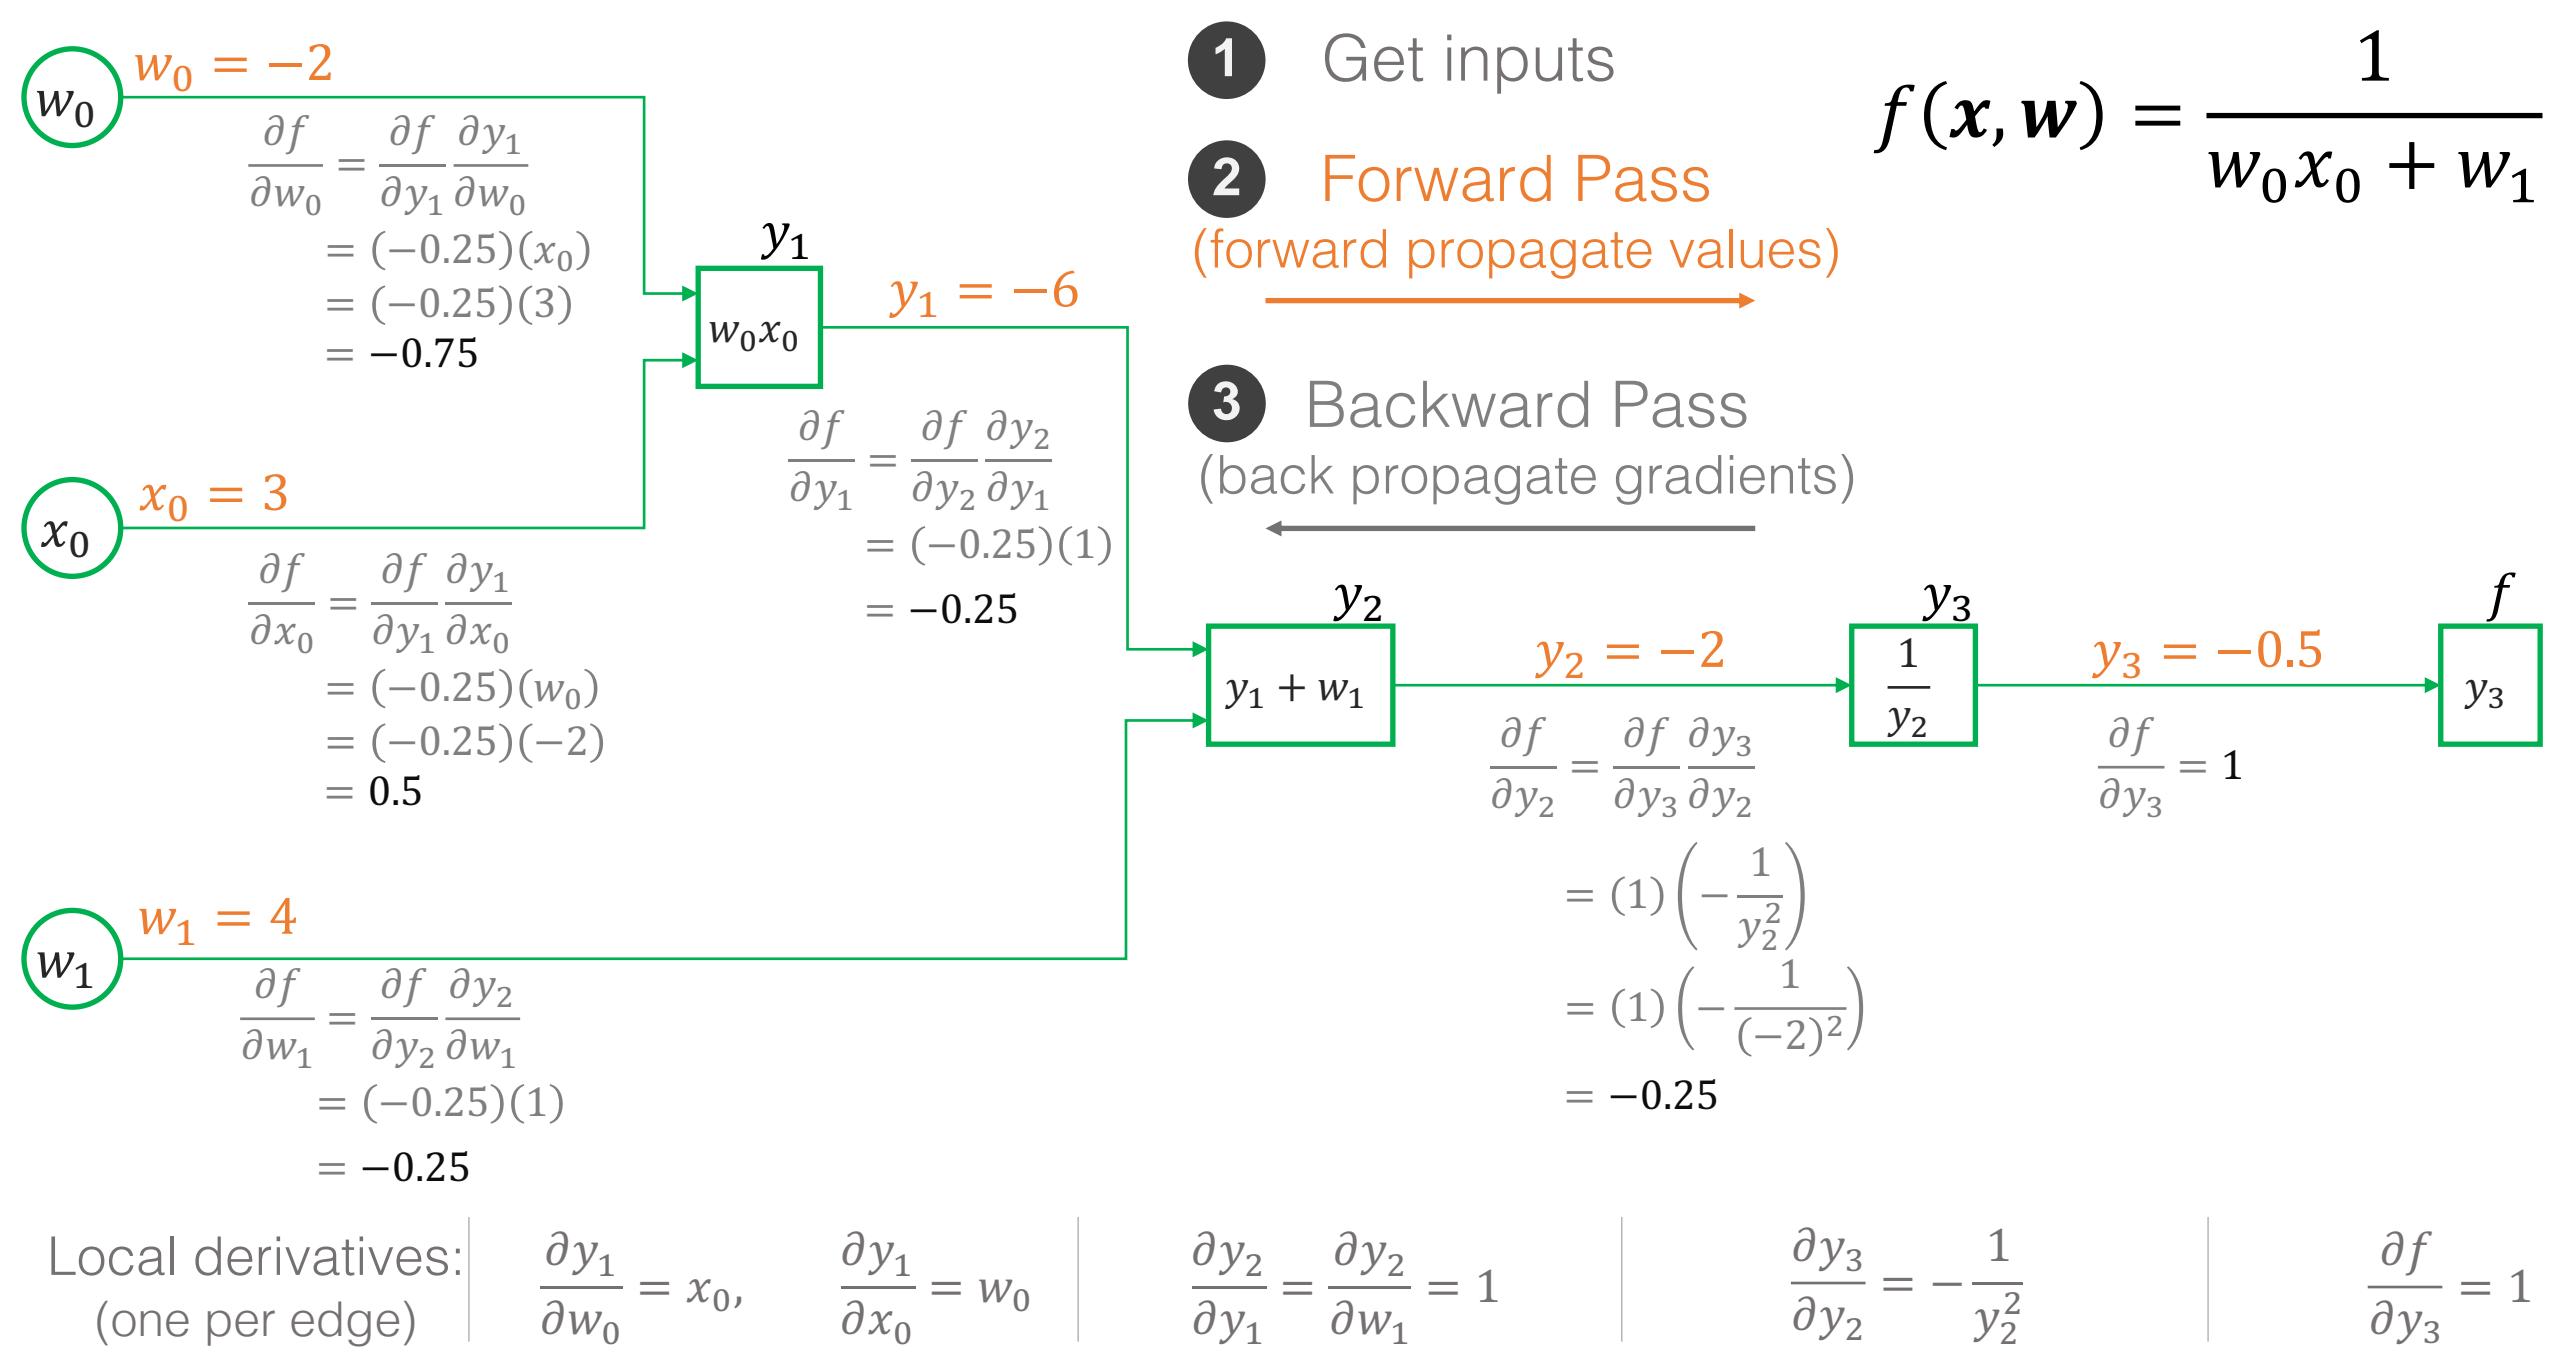 1 Get inputs
2 Forward Pass
(forward propagate values)
3 Backward Pass
(back propagate gradients)
f(x, w) = 1 / (w₀x₀ + w₁)
w₀
w₀ = −2
∂f/∂w₀ = ∂f/∂y₁ ∂y₁/∂w₀
= (−0.25)(x₀)
= (−0.25)(3)
= −0.75
x₀
x₀ = 3
∂f/∂x₀ = ∂f/∂y₁ ∂y₁/∂x₀
= (−0.25)(w₀)
= (−0.25)(−2)
= 0.5
w₁
w₁ = 4
∂f/∂w₁ = ∂f/∂y₂ ∂y₂/∂w₁
= (−0.25)(1)
= −0.25
y₁
w₀x₀
y₁ = −6
∂f/∂y₁ = ∂f/∂y₂ ∂y₂/∂y₁
= (−0.25)(1)
= −0.25
y₂
y₁ + w₁
y₂ = −2
∂f/∂y₂ = ∂f/∂y₃ ∂y₃/∂y₂
= (1)(−1/y₂²)
= (1)(−1/(−2)²)
= −0.25
y₃
1/y₂
y₃ = −0.5
∂f/∂y₃ = 1
f
y₃
Local derivatives:
(one per edge)
∂y₁/∂w₀ = x₀, ∂y₁/∂x₀ = w₀
∂y₂/∂y₁ = ∂y₂/∂w₁ = 1
∂y₃/∂y₂ = −1/y₂²
∂f/∂y₃ = 1